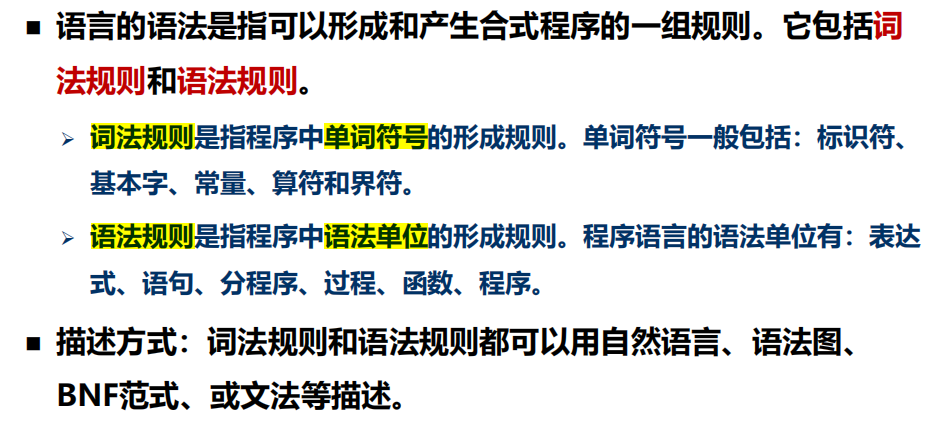 ■ 语言的语法是指可以形成和产生合式程序的一组规则。它包括词
法规则和语法规则。
➢ 词法规则是指程序中单词符号的形成规则。单词符号一般包括：标识符、
基本字、常量、算符和界符。
➢ 语法规则是指程序中语法单位的形成规则。程序语言的语法单位有：表达
式、语句、分程序、过程、函数、程序。
■ 描述方式：词法规则和语法规则都可以用自然语言、语法图、
BNF范式、或文法等描述。